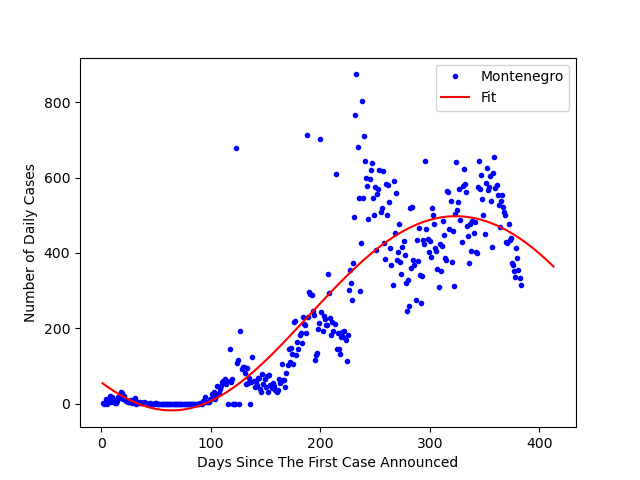 Montenegro
Fit
800
600
400
200
0
Number of Daily Cases
0 100 200 300 400
Days Since The First Case Announced